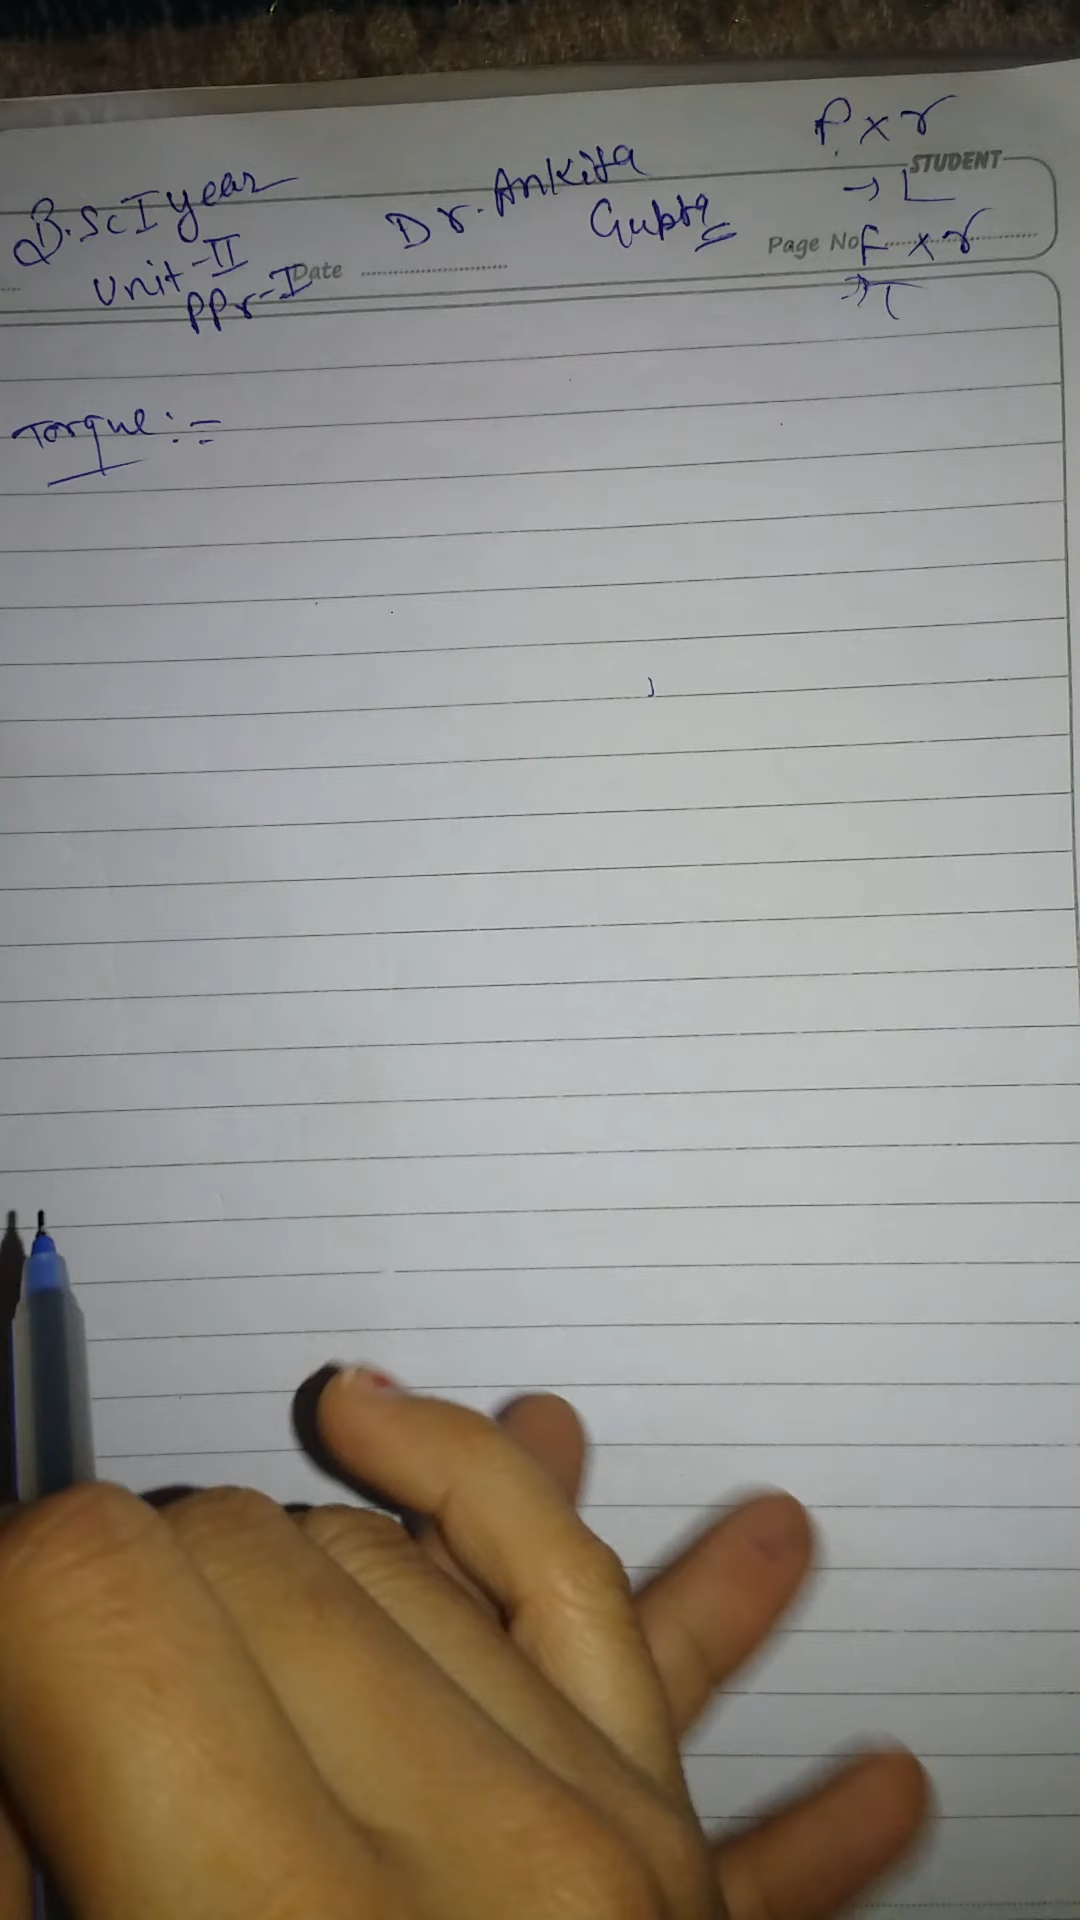 P × r
STUDENT
→ L
B.Sc I year
Dr. Ankita
Gupta
Unit-II
PPr-I
Date
Page No.
F × r
→ τ
Torque :=